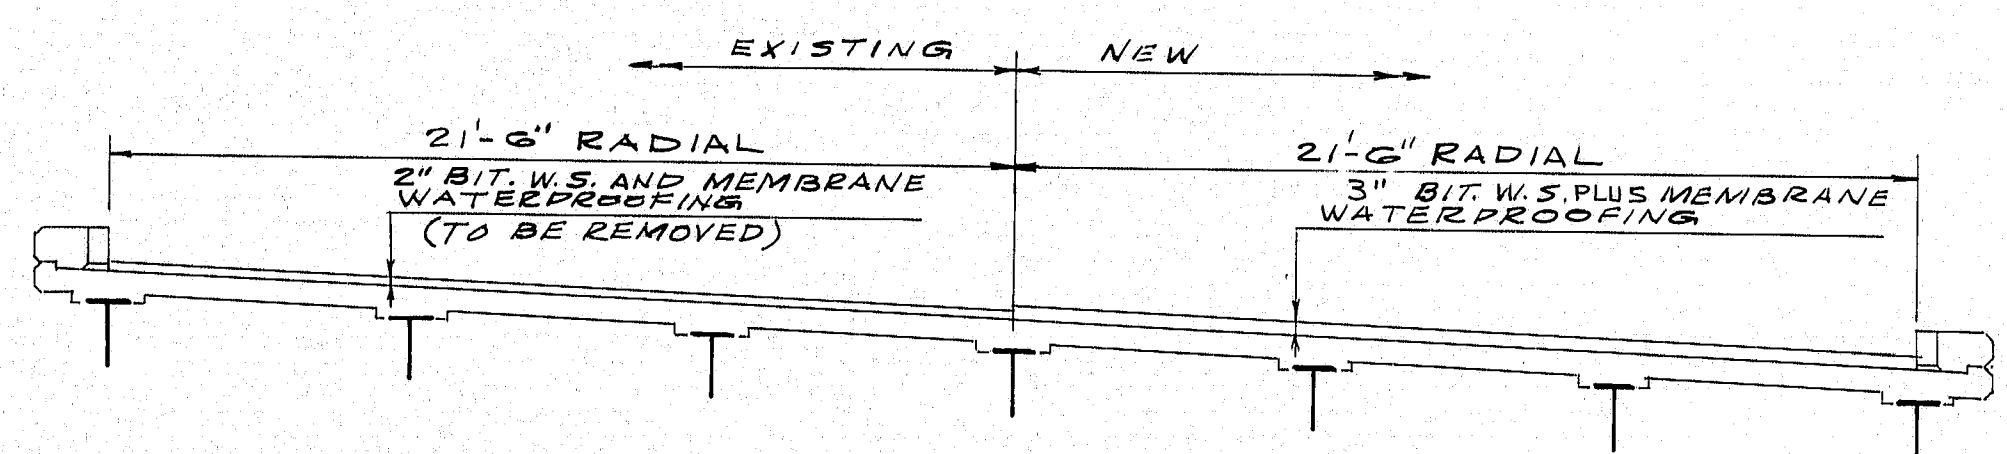 EXISTING
NEW
21'-6" RADIAL
2" BIT. W.S. AND MEMBRANE
WATERPROOFING
(TO BE REMOVED)
21'-6" RADIAL
3" BIT. W.S. PLUS MEMBRANE
WATERPROOFING